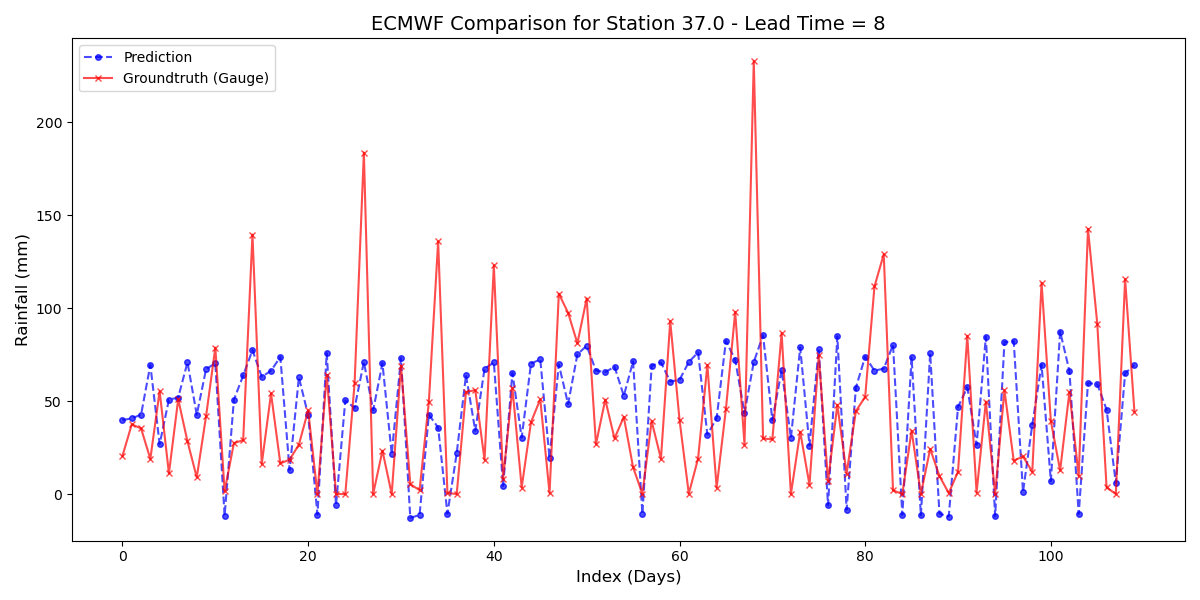 ECMWF Comparison for Station 37.0 - Lead Time = 8
Prediction
Groundtruth (Gauge)
Rainfall (mm)
200
150
100
50
0
0 20 40 60 80 100
Index (Days)